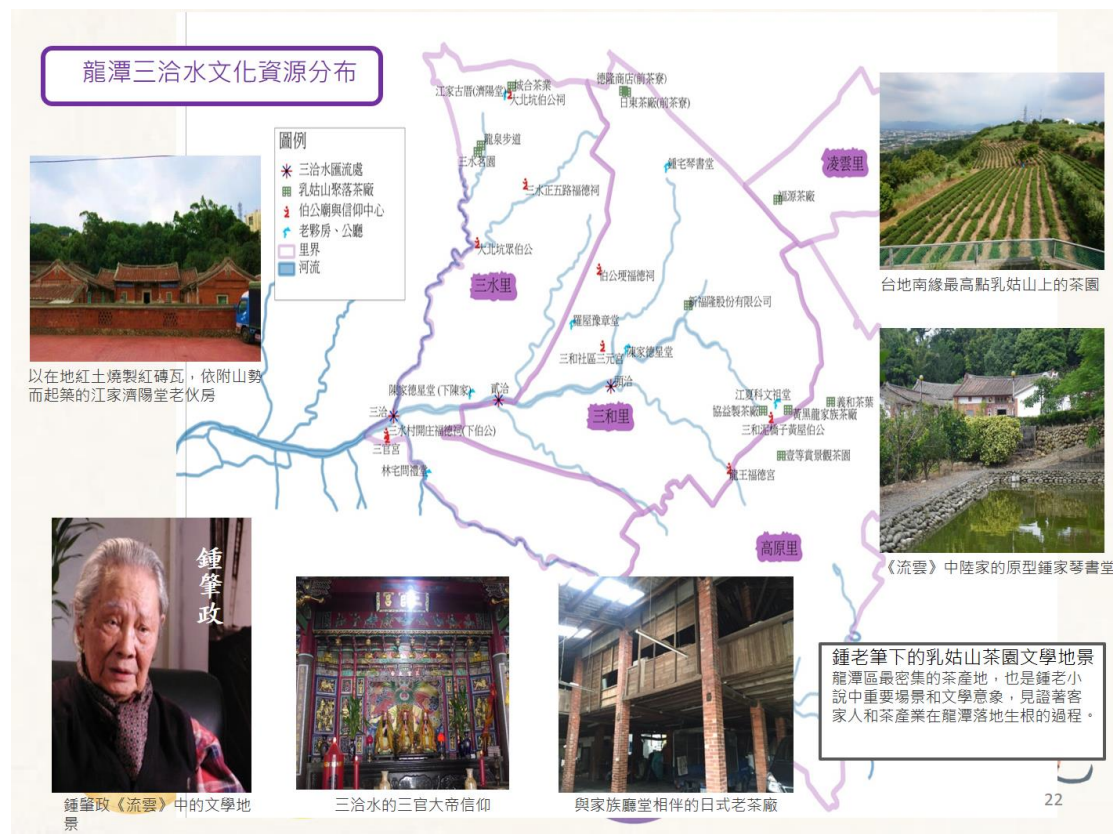 龍潭三洽水文化資源分布
圖例
三洽水匯流處
乳姑山聚落茶廠
伯公廟與信仰中心
老夥房、公廳
里界
河流
江家古厝(濟陽堂)
大北坑伯公祠
德隆商店(前茶寮)
日東茶廠(前茶寮)
龍泉步道
三水茗園
三水正五路福德祠
鍾宅琴書堂
凌雲里
福源茶廠
大北坑眾伯公
三水里
伯公埂福德祠
新福隆股份有限公司
羅屋豫章堂
三和社區三元宮
陳家德星堂
頭洽
陳家德星堂(下陳家)
貳洽
三洽
三水村開庄福德祠(下伯公)
三官宮
林宅問禮堂
三和里
江夏科文祖堂
義和茶葉
協益製茶廠
黃黑龍家族茶廠
三和泥橋子黃屋伯公
壹等賞景觀茶園
龍王福德宮
高原里
以在地紅土燒製紅磚瓦，依附山勢
而起築的江家濟陽堂老伙房
台地南緣最高點乳姑山上的茶園
《流雲》中陸家的原型鍾家琴書堂
鍾肇政
鍾肇政《流雲》中的文學地
景
三洽水的三官大帝信仰
與家族廳堂相伴的日式老茶廠
鍾老筆下的乳姑山茶園文學地景
龍潭區最密集的茶產地，也是鍾老小
說中重要場景和文學意象，見證著客
家人和茶產業在龍潭落地生根的過程。
22